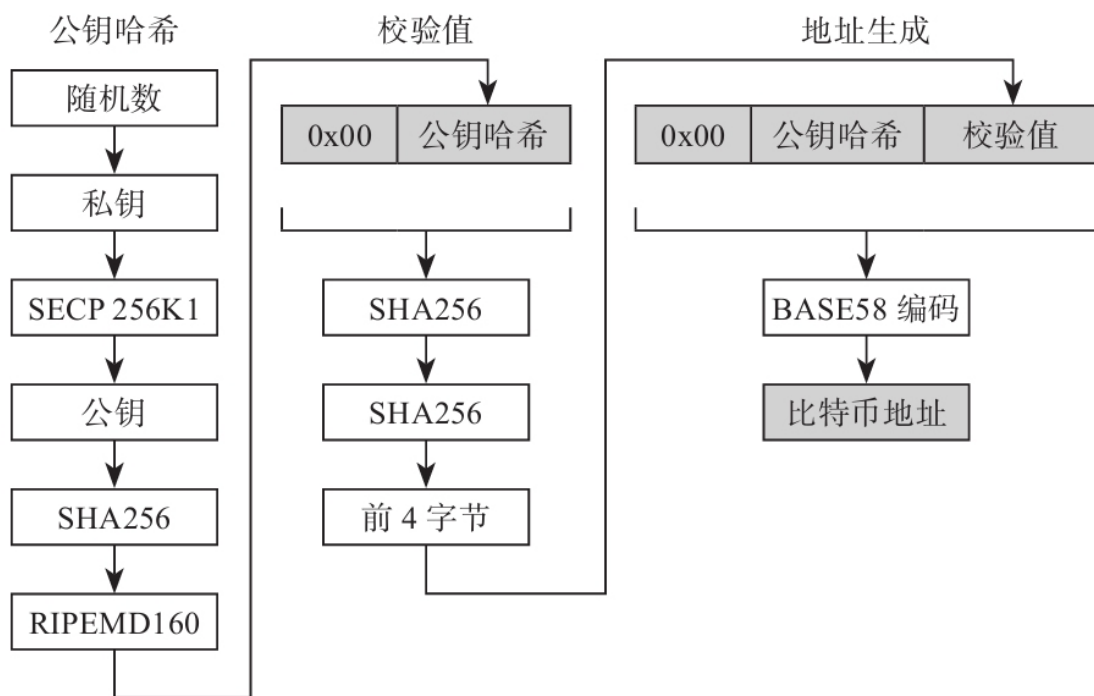 公钥哈希
随机数
私钥
SECP 256K1
公钥
SHA256
RIPEMD160
校验值
0x00 公钥哈希
SHA256
SHA256
前 4 字节
地址生成
0x00 公钥哈希 校验值
BASE58 编码
比特币地址